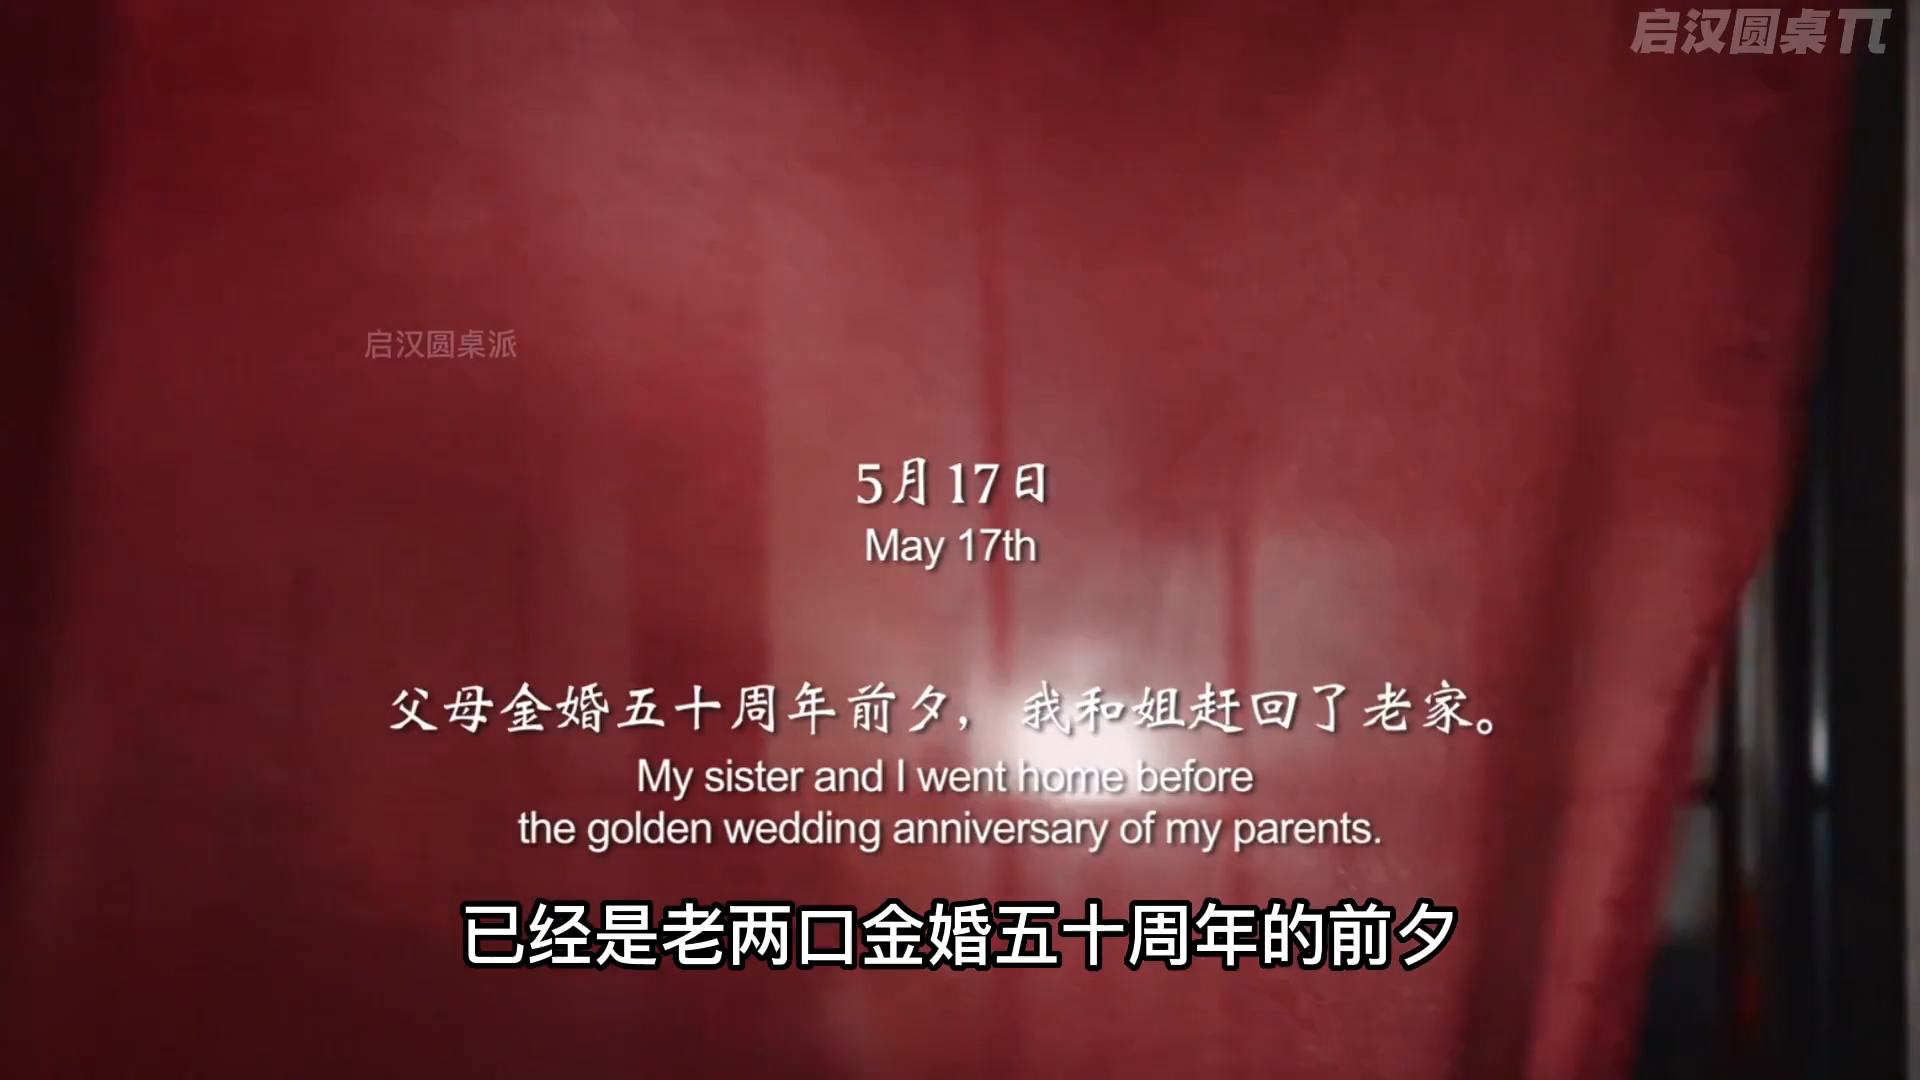 启汉圆桌π
启汉圆桌派
5月17日
May 17th
父母金婚五十周年前夕，我和姐赶回了老家。
My sister and I went home before
the golden wedding anniversary of my parents.
已经是老两口金婚五十周年的前夕